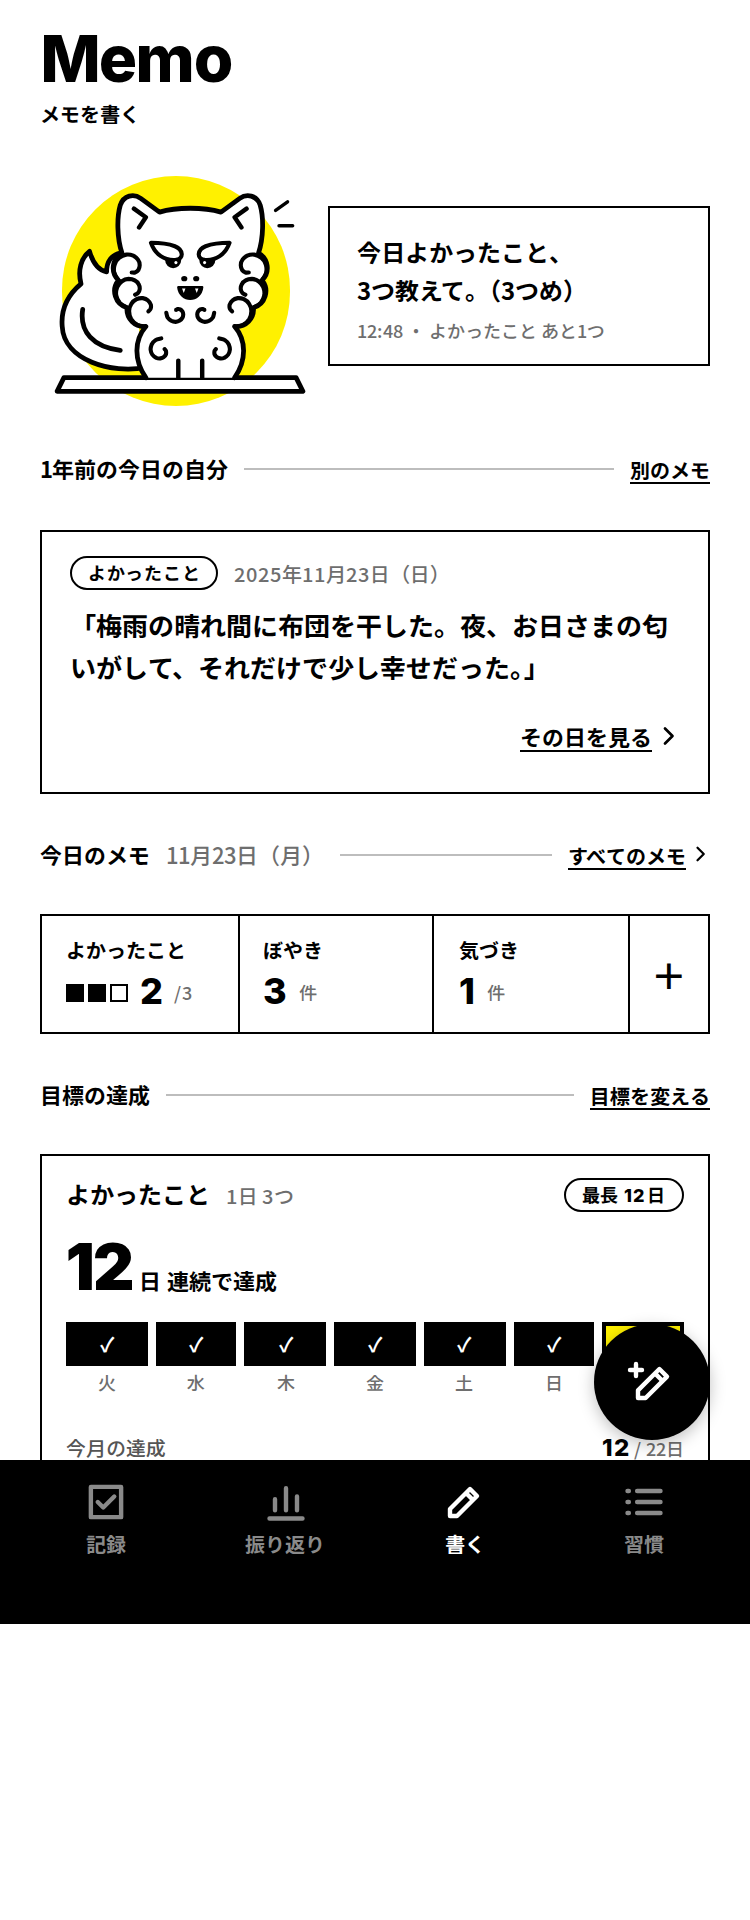 Memo
メモを書く
今日よかったこと、
3つ教えて。（3つめ）
12:48 ・ よかったこと あと1つ
1年前の今日の自分
別のメモ
よかったこと 2025年11月23日（日）
「梅雨の晴れ間に布団を干した。夜、お日さまの匂
いがして、それだけで少し幸せだった。」
その日を見る
今日のメモ 11月23日（月）
すべてのメモ
よかったこと
2 /3
ぼやき
3 件
気づき
1 件
+
目標の達成
目標を変える
よかったこと 1日 3つ
最長 12日
12 日 連続で達成
✓ ✓ ✓ ✓ ✓ ✓
火 水 木 金 土 日
今月の達成
12 / 22日
記録
振り返り
書く
習慣